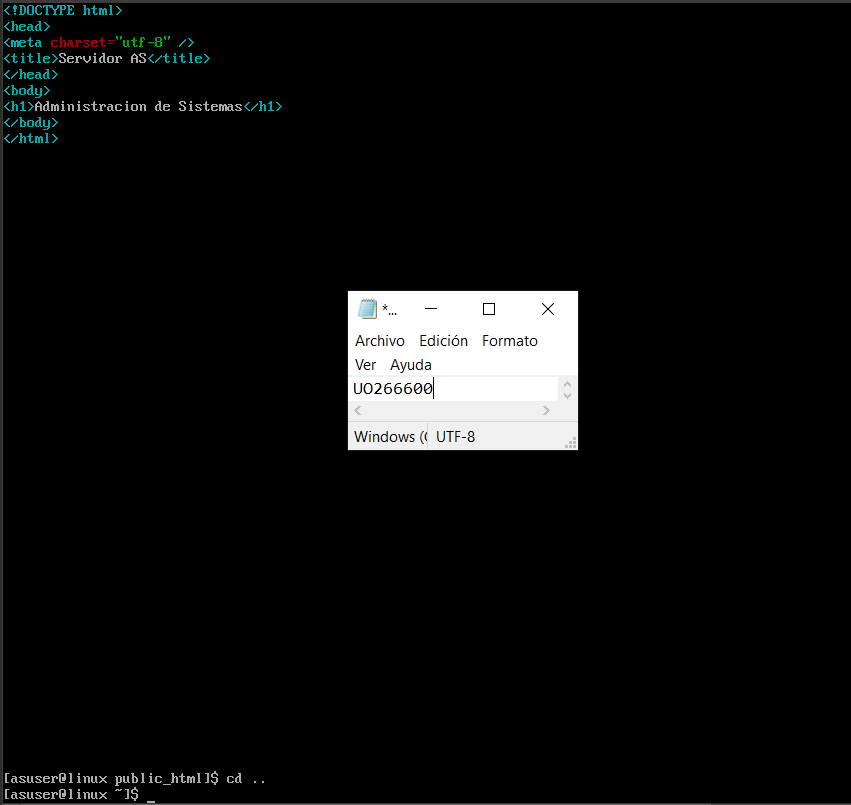 <!DOCTYPE html>
<head>
<meta charset="utf-8" />
<title>Servidor AS</title>
</head>
<body>
<h1>Administracion de Sistemas</h1>
</body>
</html>
*...
Archivo Edición Formato
Ver Ayuda
UO266600
Windows (
UTF-8
[asuser@linux public_html]$ cd ..
[asuser@linux ~]$ _